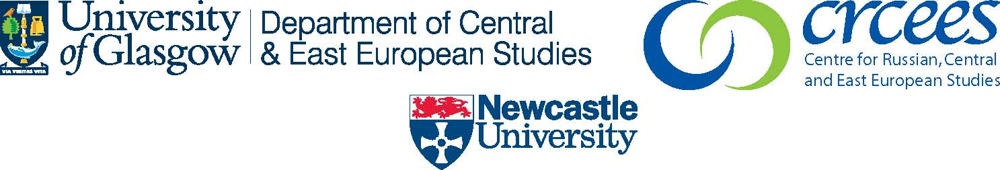 University
of Glasgow
VIA VERITAS VITA
Department of Central
& East European Studies
crcees
Centre for Russian, Central
and East European Studies
Newcastle
University